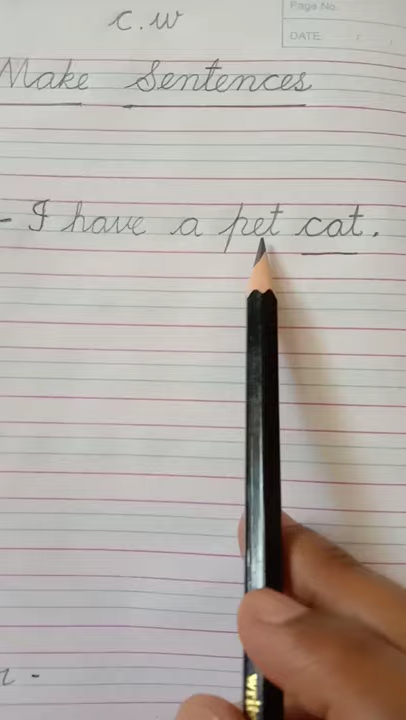 c.w
Page No.
DATE:
Make Sentences
- I have a pet cat.